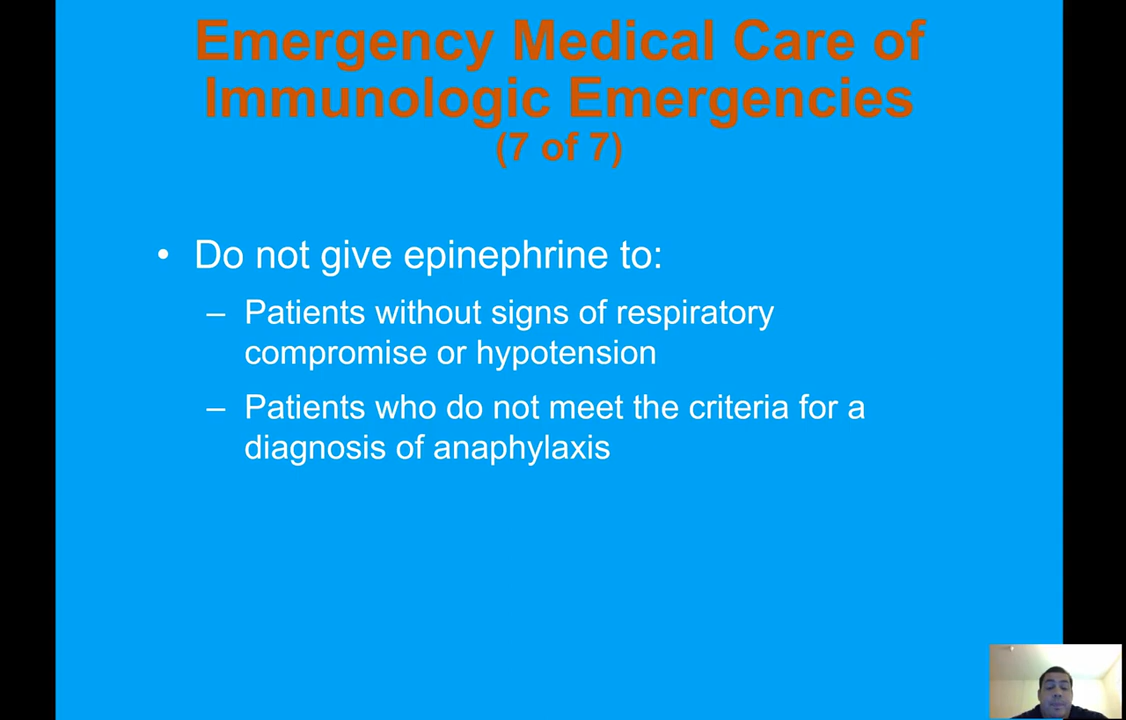 Emergency Medical Care of
Immunologic Emergencies
(7 of 7)
• Do not give epinephrine to:
– Patients without signs of respiratory
compromise or hypotension
– Patients who do not meet the criteria for a
diagnosis of anaphylaxis